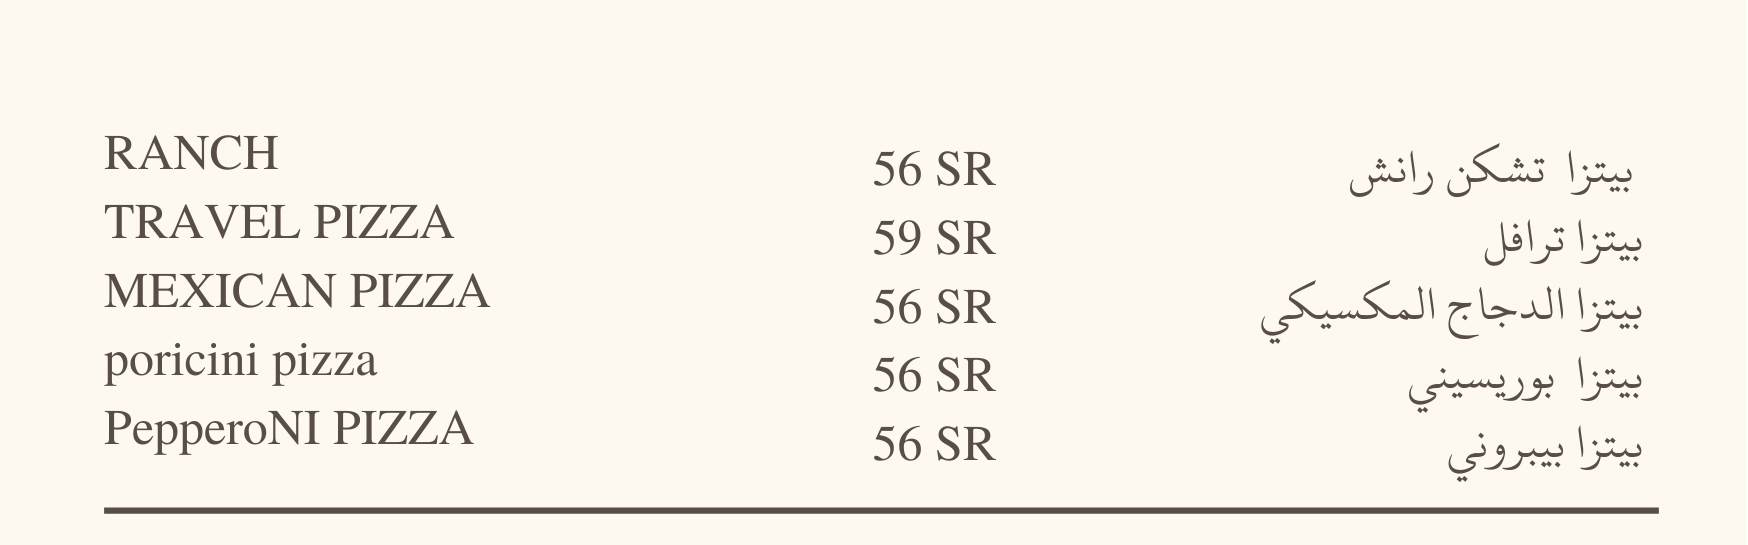 RANCH 56 SR بيتزا تشكن رانش
TRAVEL PIZZA 59 SR بيتزا ترافل
MEXICAN PIZZA 56 SR بيتزا الدجاج المكسيكي
poricini pizza 56 SR بيتزا بوريسيني
PepperoNI PIZZA 56 SR بيتزا بيبروني